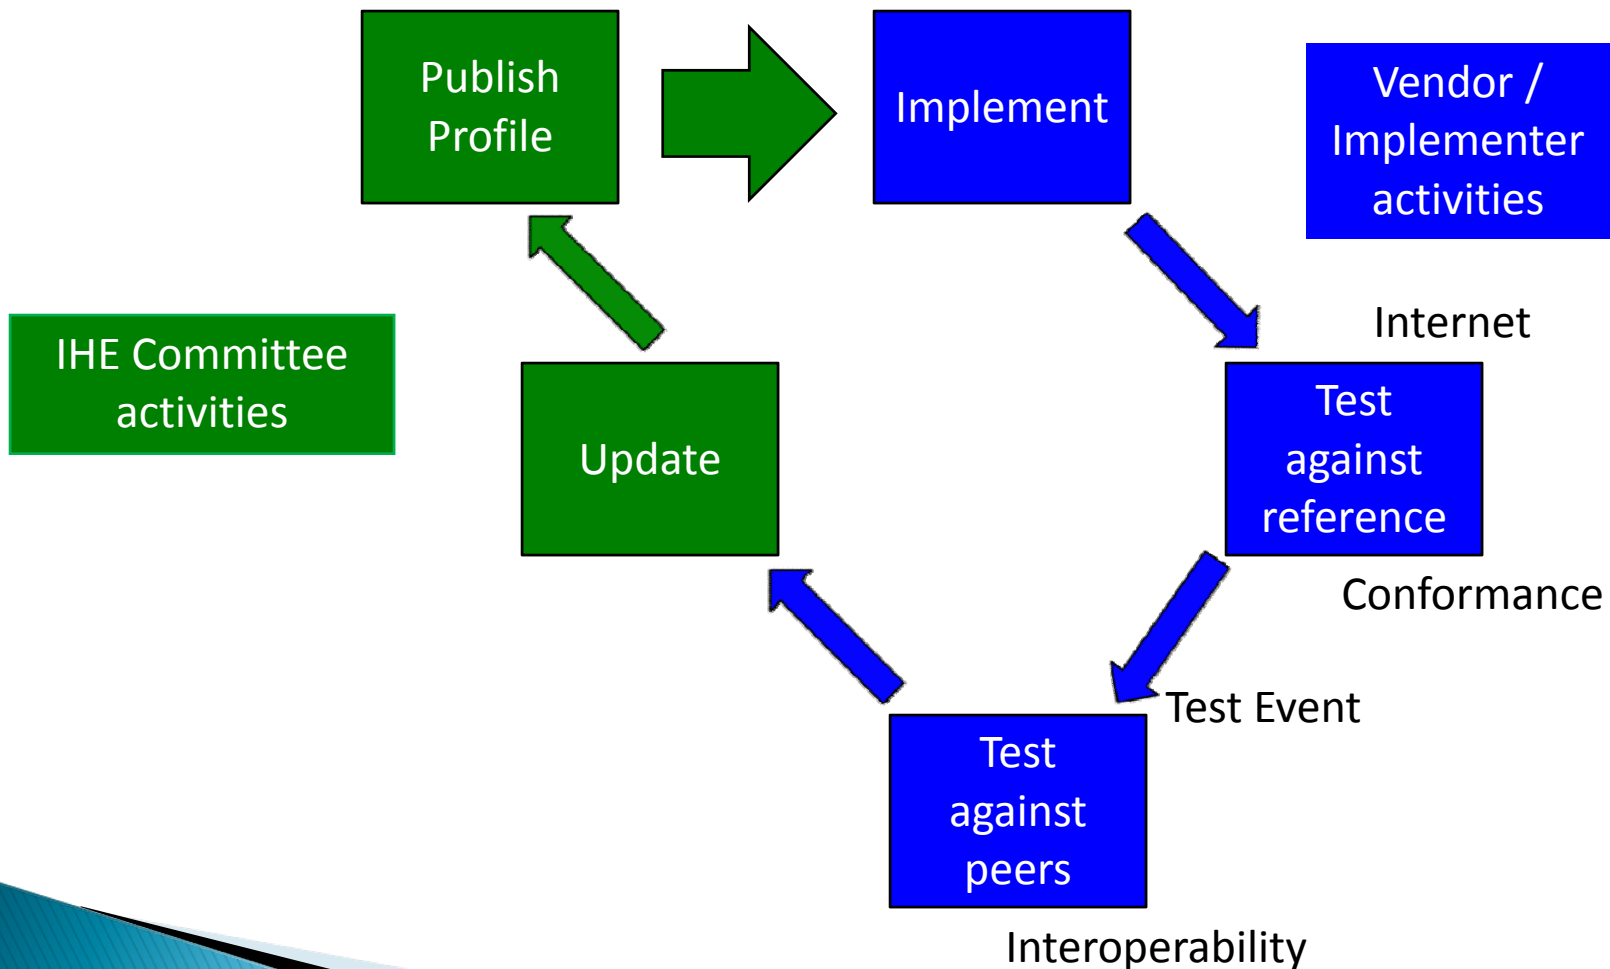 Publish
Profile
Implement
Vendor /
Implementer
activities
Internet
IHE Committee
activities
Update
Test
against
reference
Conformance
Test Event
Test
against
peers
Interoperability